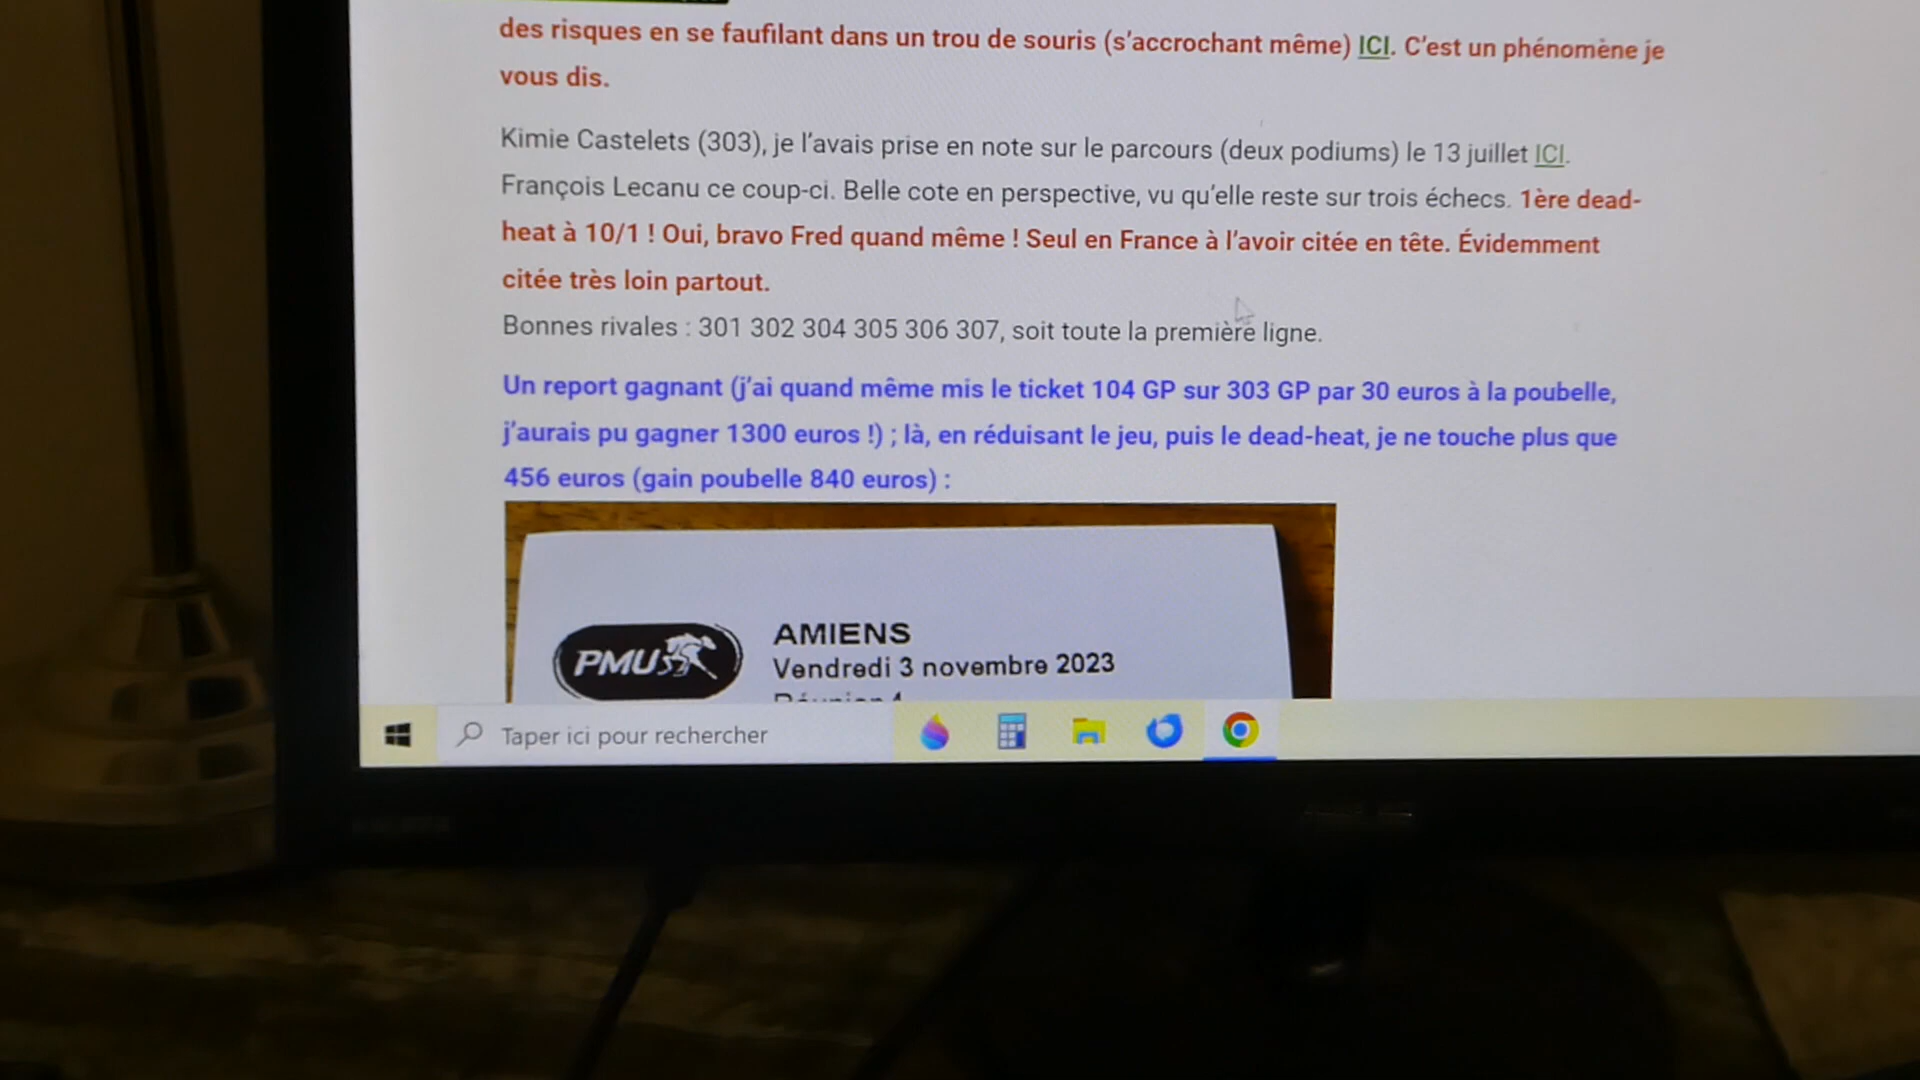 des risques en se faufilant dans un trou de souris (s'accrochant même) ICI. C'est un phénomène je
vous dis.
Kimie Castelets (303), je l'avais prise en note sur le parcours (deux podiums) le 13 juillet ICI.
François Lecanu ce coup-ci. Belle cote en perspective, vu qu'elle reste sur trois échecs. 1ère dead-
heat à 10/1 ! Oui, bravo Fred quand même ! Seul en France à l'avoir citée en tête. Évidemment
citée très loin partout.
Bonnes rivales : 301 302 304 305 306 307, soit toute la première ligne.
Un report gagnant (j'ai quand même mis le ticket 104 GP sur 303 GP par 30 euros à la poubelle,
j'aurais pu gagner 1300 euros !) ; là, en réduisant le jeu, puis le dead-heat, je ne touche plus que
456 euros (gain poubelle 840 euros) :
PMU
AMIENS
Vendredi 3 novembre 2023
Taper ici pour rechercher